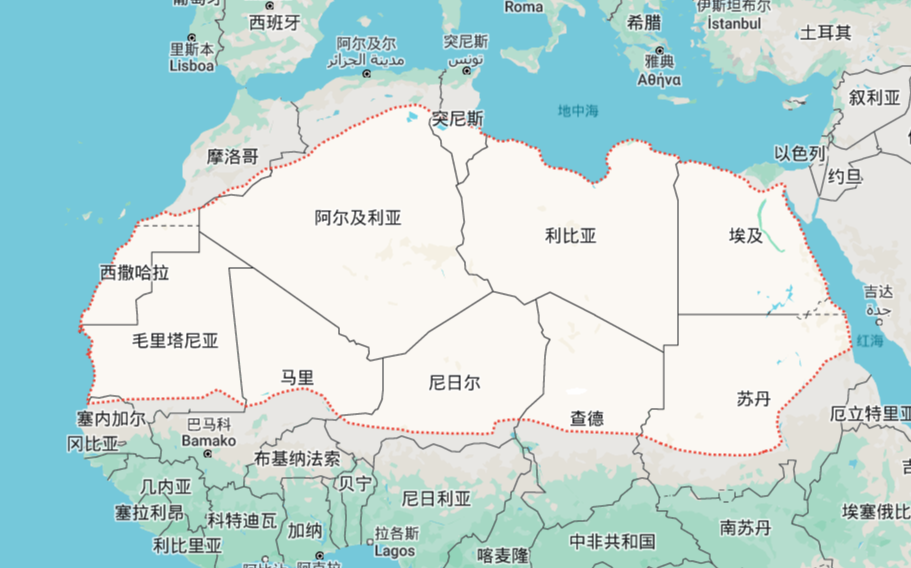 Roma
伊斯坦布尔
İstanbul
西班牙
希腊
土耳其
里斯本
Lisboa
阿尔及尔
مدينة الجزائر
突尼斯
تونس
雅典
Αθήνα
叙利亚
地中海
突尼斯
摩洛哥
以色列
约旦
阿尔及利亚
利比亚
埃及
西撒哈拉
吉达
جدة
毛里塔尼亚
红海
马里
尼日尔
苏丹
查德
塞内加尔
厄立特里亚
巴马科
Bamako
冈比亚
布基纳法索
几内亚
贝宁
尼日利亚
塞拉利昂
科特迪瓦
加纳
埃塞俄比
南苏丹
拉各斯
Lagos
利比里亚
中非共和国
喀麦隆